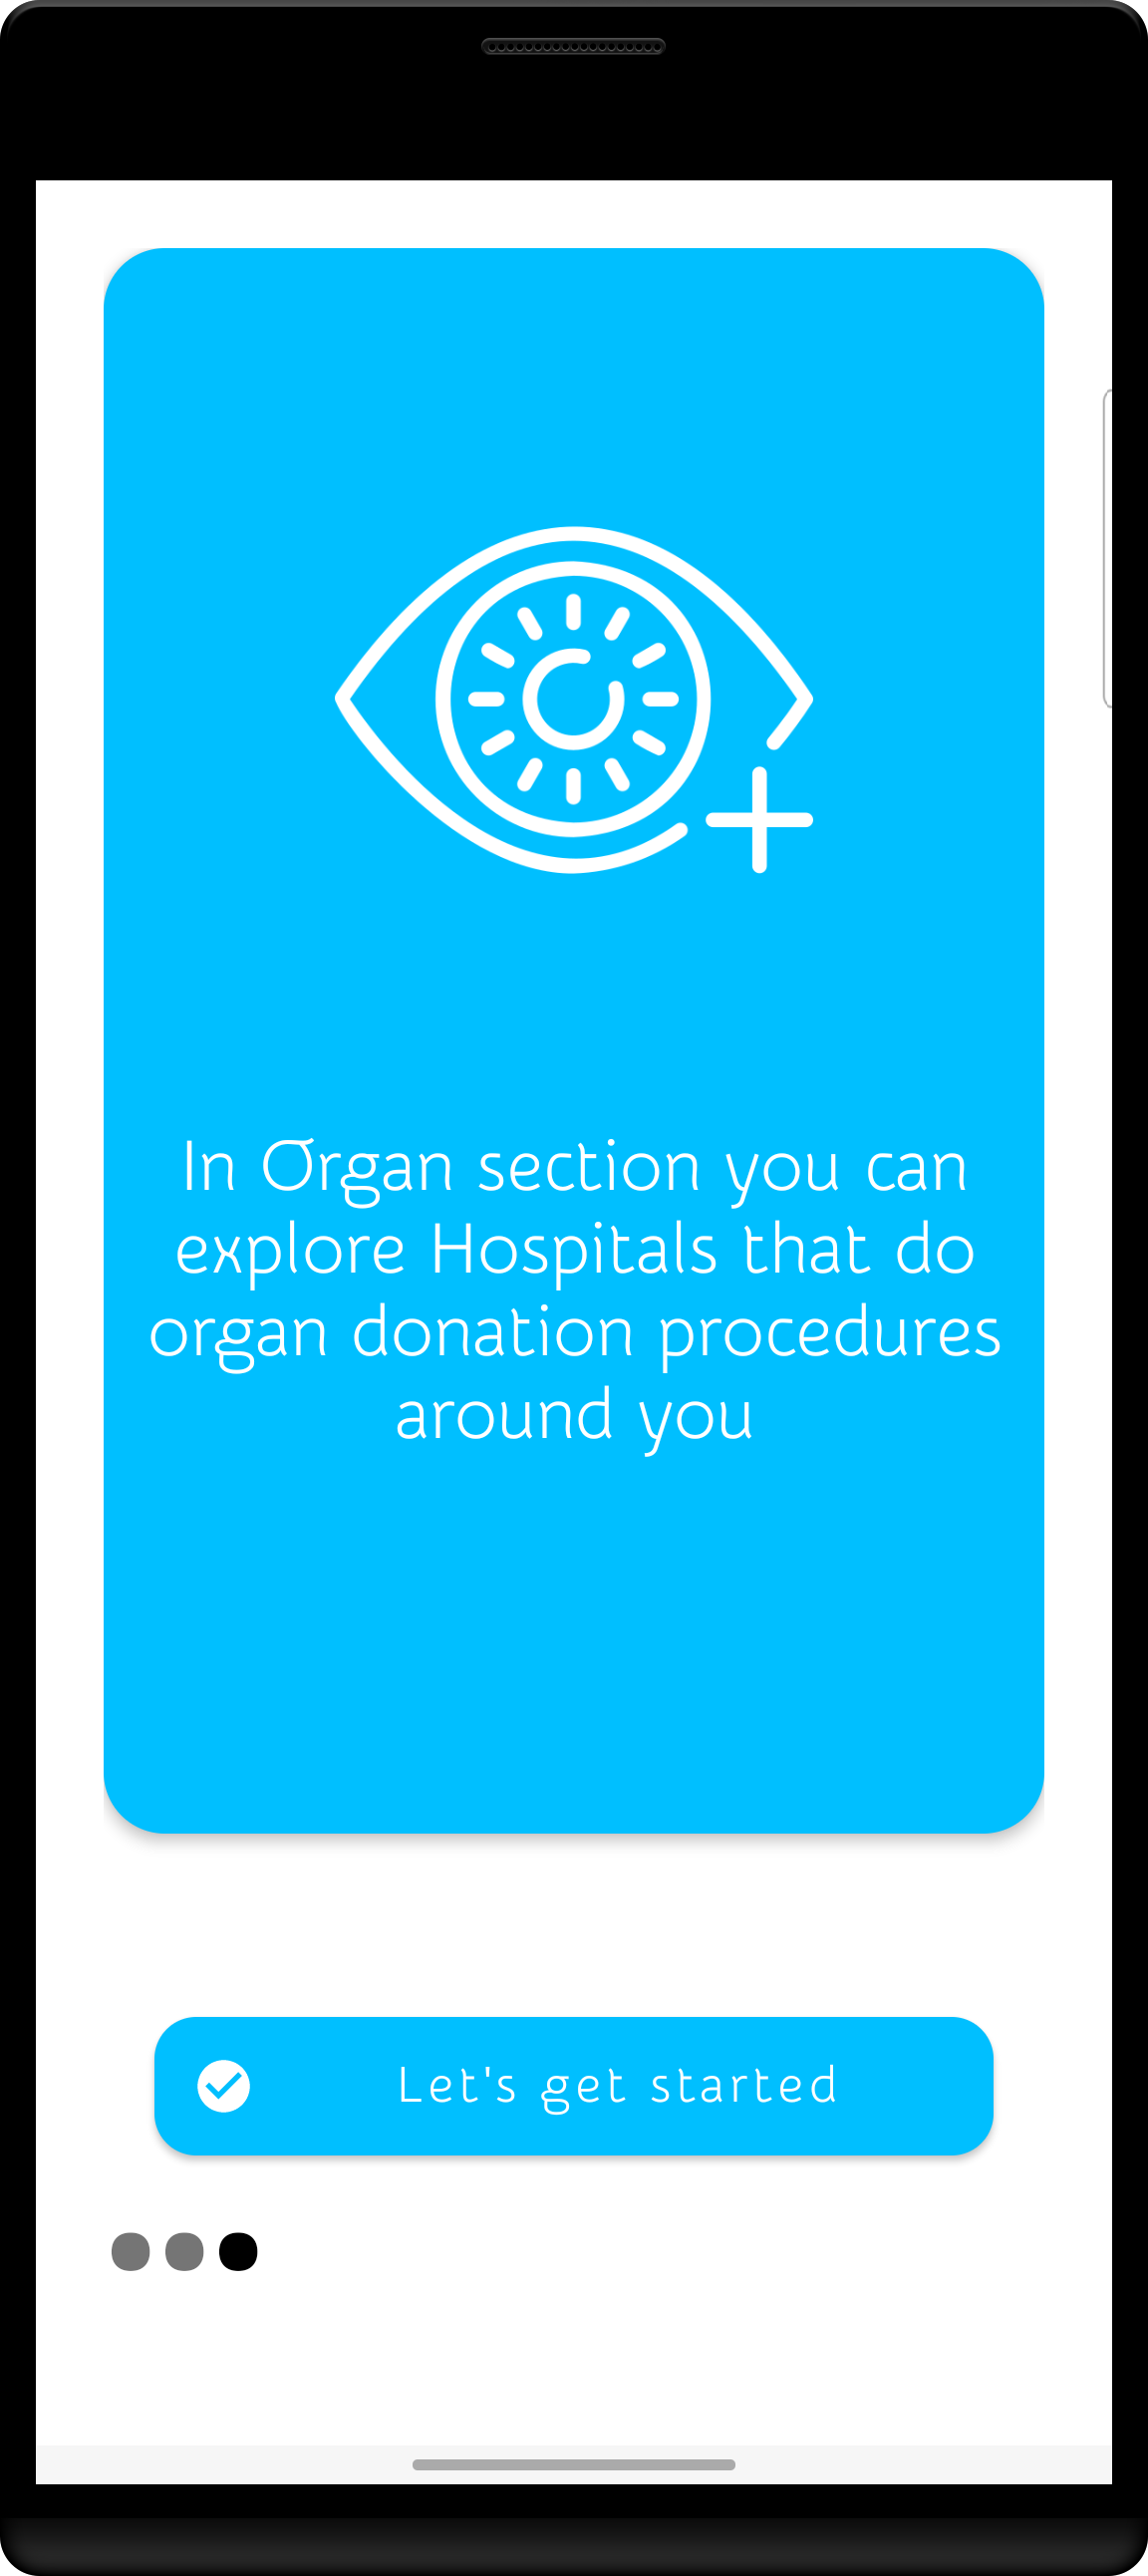 In Organ section you can
explore Hospitals that do
organ donation procedures
around you
Let's get started